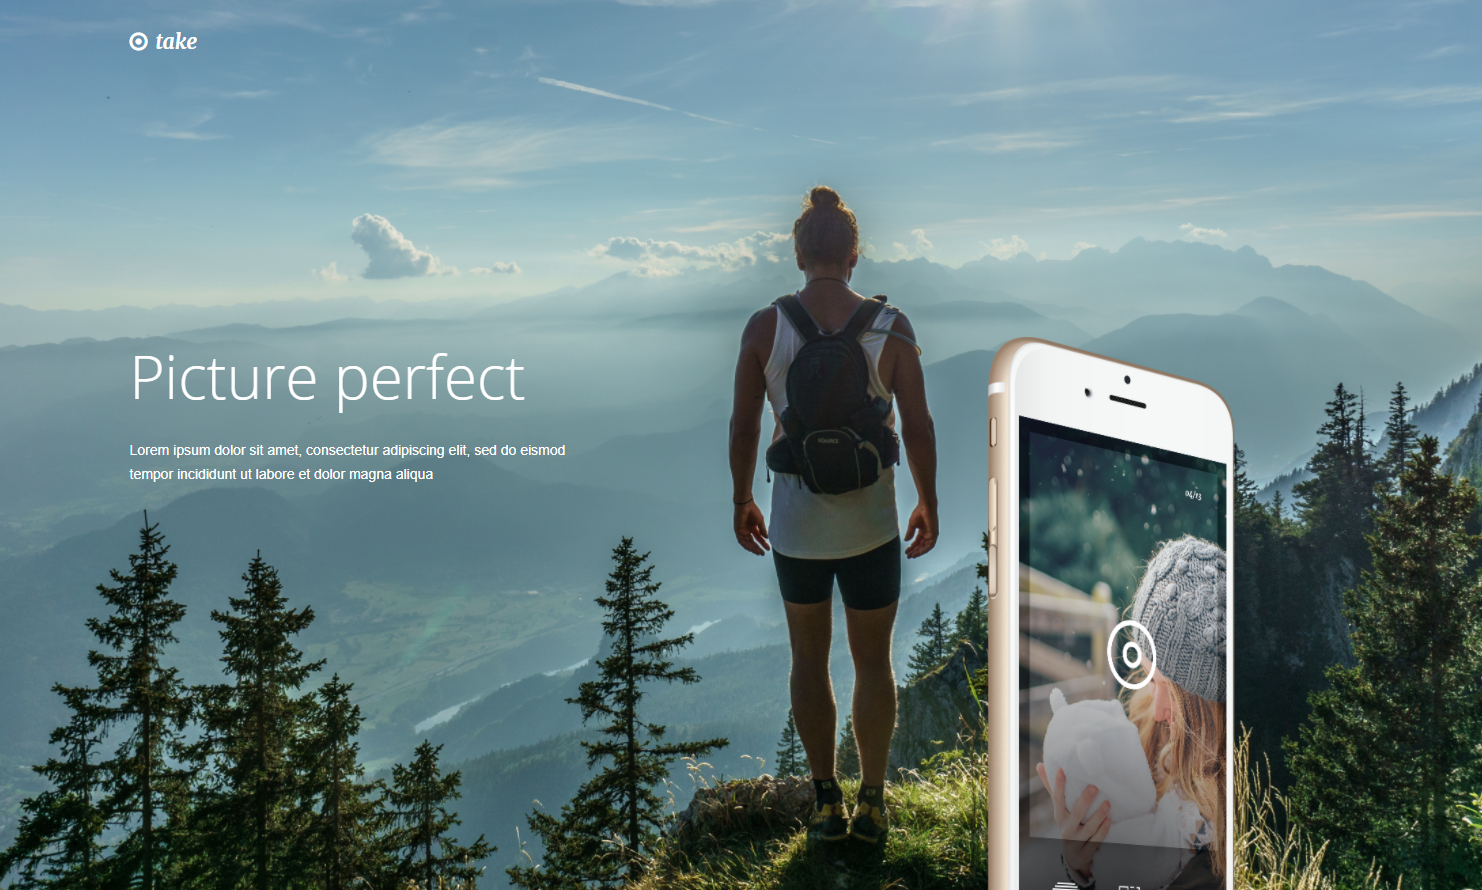 take
Picture perfect
Lorem ipsum dolor sit amet, consectetur adipiscing elit, sed do eismod
tempor incididunt ut labore et dolor magna aliqua
SOURCE
04/13